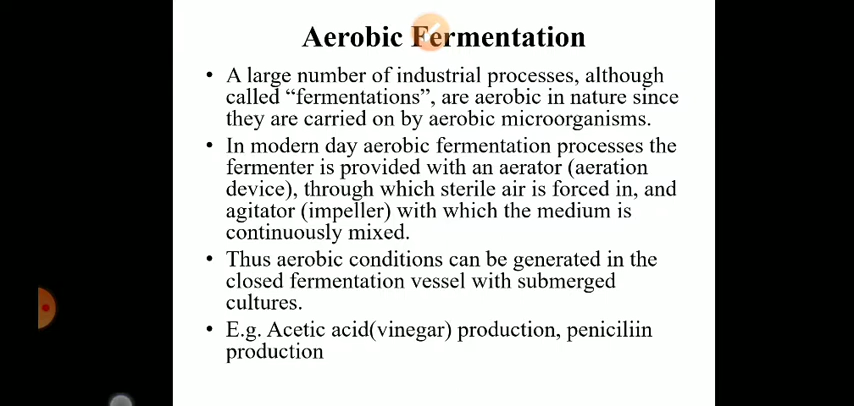 Aerobic Fermentation
• A large number of industrial processes, although
called “fermentations”, are aerobic in nature since
they are carried on by aerobic microorganisms.
• In modern day aerobic fermentation processes the
fermenter is provided with an aerator (aeration
device), through which sterile air is forced in, and
agitator (impeller) with which the medium is
continuously mixed.
• Thus aerobic conditions can be generated in the
closed fermentation vessel with submerged
cultures.
• E.g. Acetic acid(vinegar) production, peniciliin
production